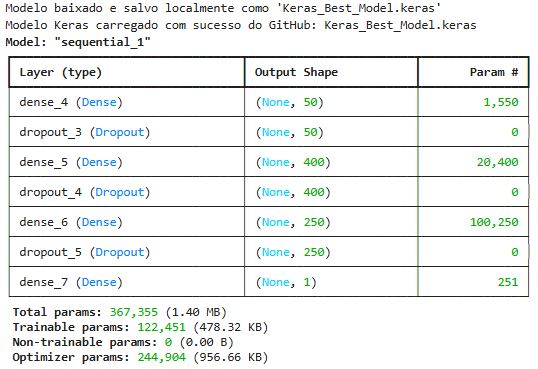 Modelo baixado e salvo localmente como 'Keras_Best_Model.keras'
Modelo Keras carregado com sucesso do GitHub: Keras_Best_Model.keras
Model: "sequential_1"
Layer (type) Output Shape Param #
dense_4 (Dense) (None, 50) 1,550
dropout_3 (Dropout) (None, 50) 0
dense_5 (Dense) (None, 400) 20,400
dropout_4 (Dropout) (None, 400) 0
dense_6 (Dense) (None, 250) 100,250
dropout_5 (Dropout) (None, 250) 0
dense_7 (Dense) (None, 1) 251
Total params: 367,355 (1.40 MB)
Trainable params: 122,451 (478.32 KB)
Non-trainable params: 0 (0.00 B)
Optimizer params: 244,904 (956.66 KB)